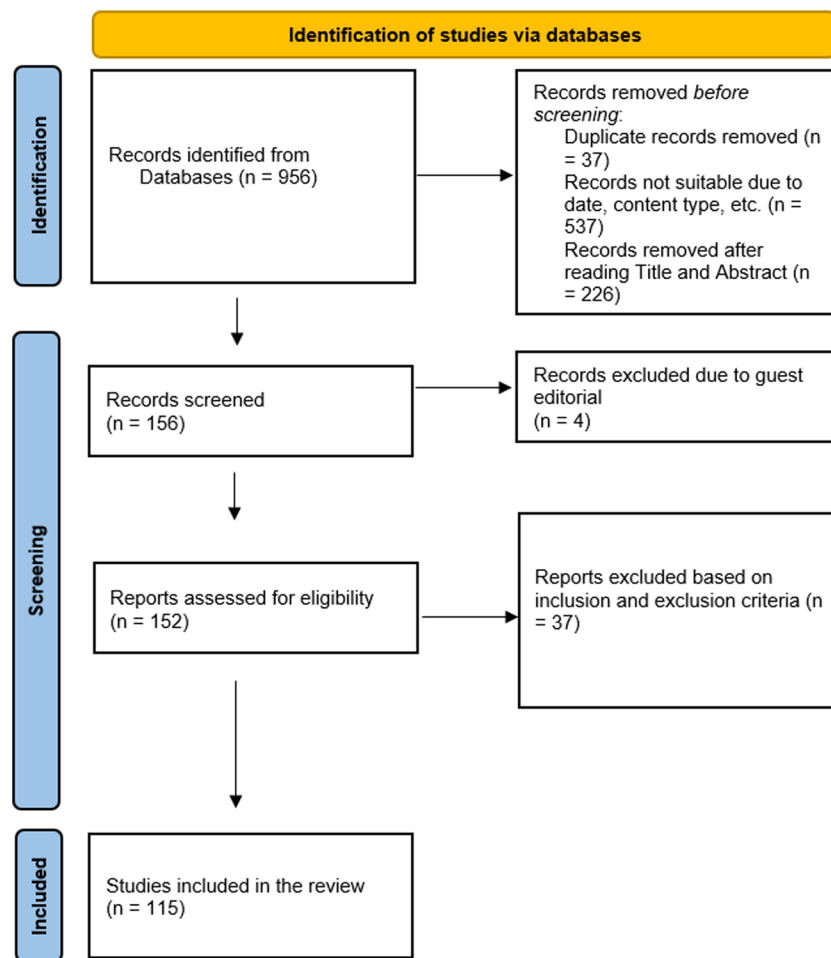 Identification of studies via databases
Identification
Records identified from
Databases (n = 956)
Records removed before
screening:
Duplicate records removed (n
= 37)
Records not suitable due to
date, content type, etc. (n =
537)
Records removed after
reading Title and Abstract (n
= 226)
Screening
Records screened
(n = 156)
Records excluded due to guest
editorial
(n = 4)
Reports assessed for eligibility
(n = 152)
Reports excluded based on
inclusion and exclusion criteria (n
= 37)
Included
Studies included in the review
(n = 115)